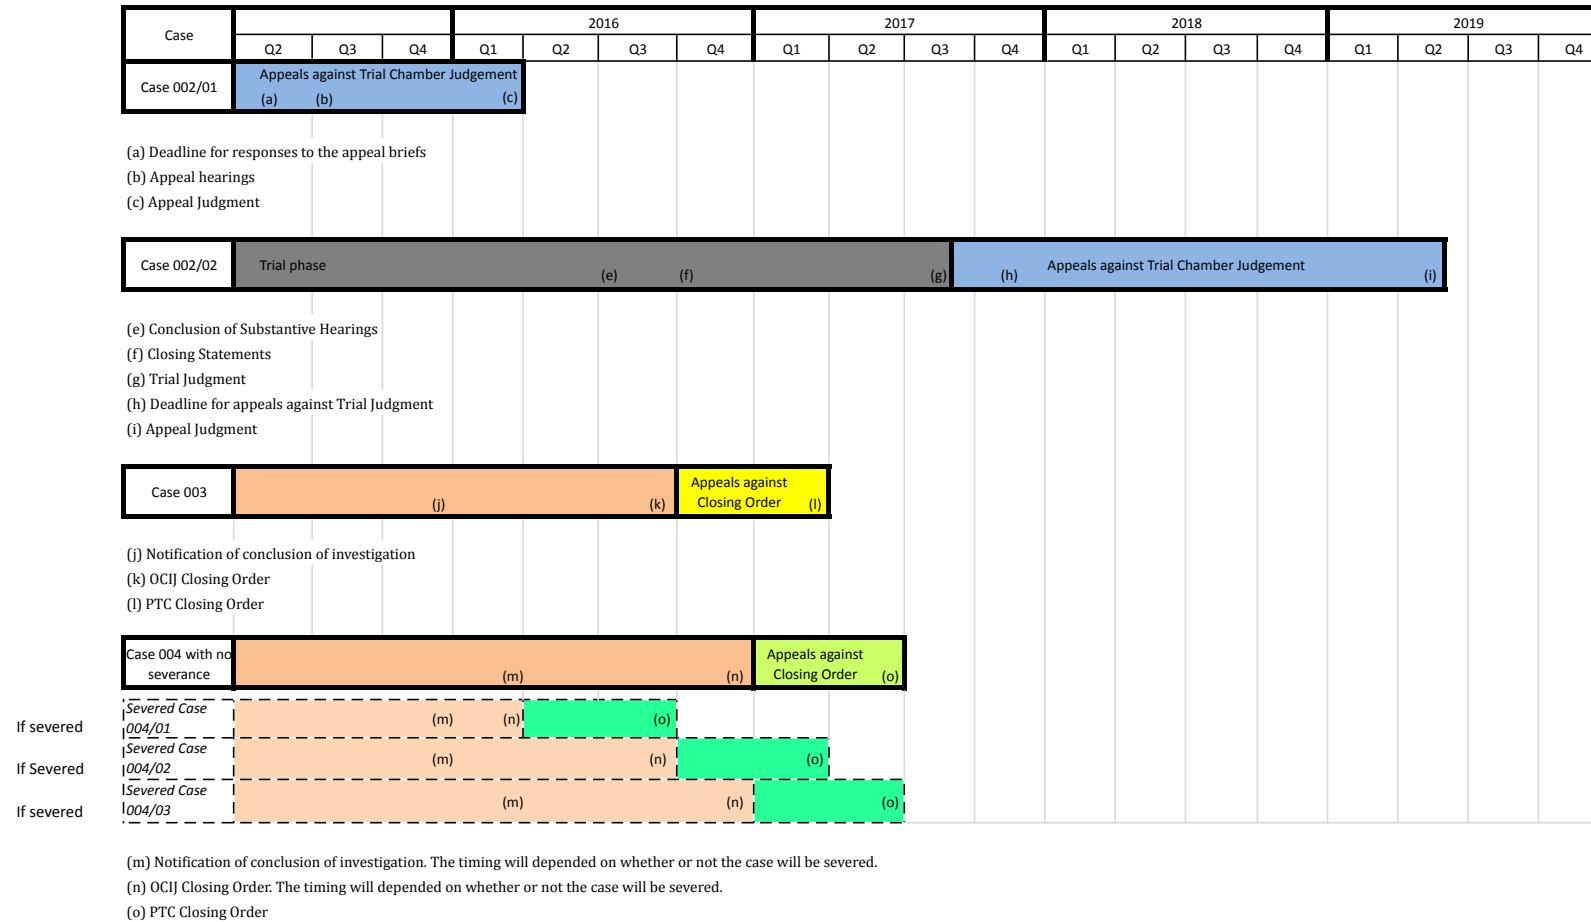 Case
2016
2017
2018
2019
Q2 Q3 Q4 Q1 Q2 Q3 Q4 Q1 Q2 Q3 Q4 Q1 Q2 Q3 Q4 Q1 Q2 Q3 Q4
Case 002/01
Appeals against Trial Chamber Judgement
(a) (b) (c)
(a) Deadline for responses to the appeal briefs
(b) Appeal hearings
(c) Appeal Judgment
Case 002/02
Trial phase
(e) (f) (g) (h)
Appeals against Trial Chamber Judgement
(i)
(e) Conclusion of Substantive Hearings
(f) Closing Statements
(g) Trial Judgment
(h) Deadline for appeals against Trial Judgment
(i) Appeal Judgment
Case 003
(j) (k)
Appeals against
Closing Order
(l)
(j) Notification of conclusion of investigation
(k) OCIJ Closing Order
(l) PTC Closing Order
Case 004 with no
severance
(m) (n)
Appeals against
Closing Order
(o)
If severed
Severed Case
004/01
(m) (n) (o)
If Severed
Severed Case
004/02
(m) (n) (o)
If severed
Severed Case
004/03
(m) (n) (o)
(m) Notification of conclusion of investigation. The timing will depended on whether or not the case will be severed.
(n) OCIJ Closing Order. The timing will depended on whether or not the case will be severed.
(o) PTC Closing Order